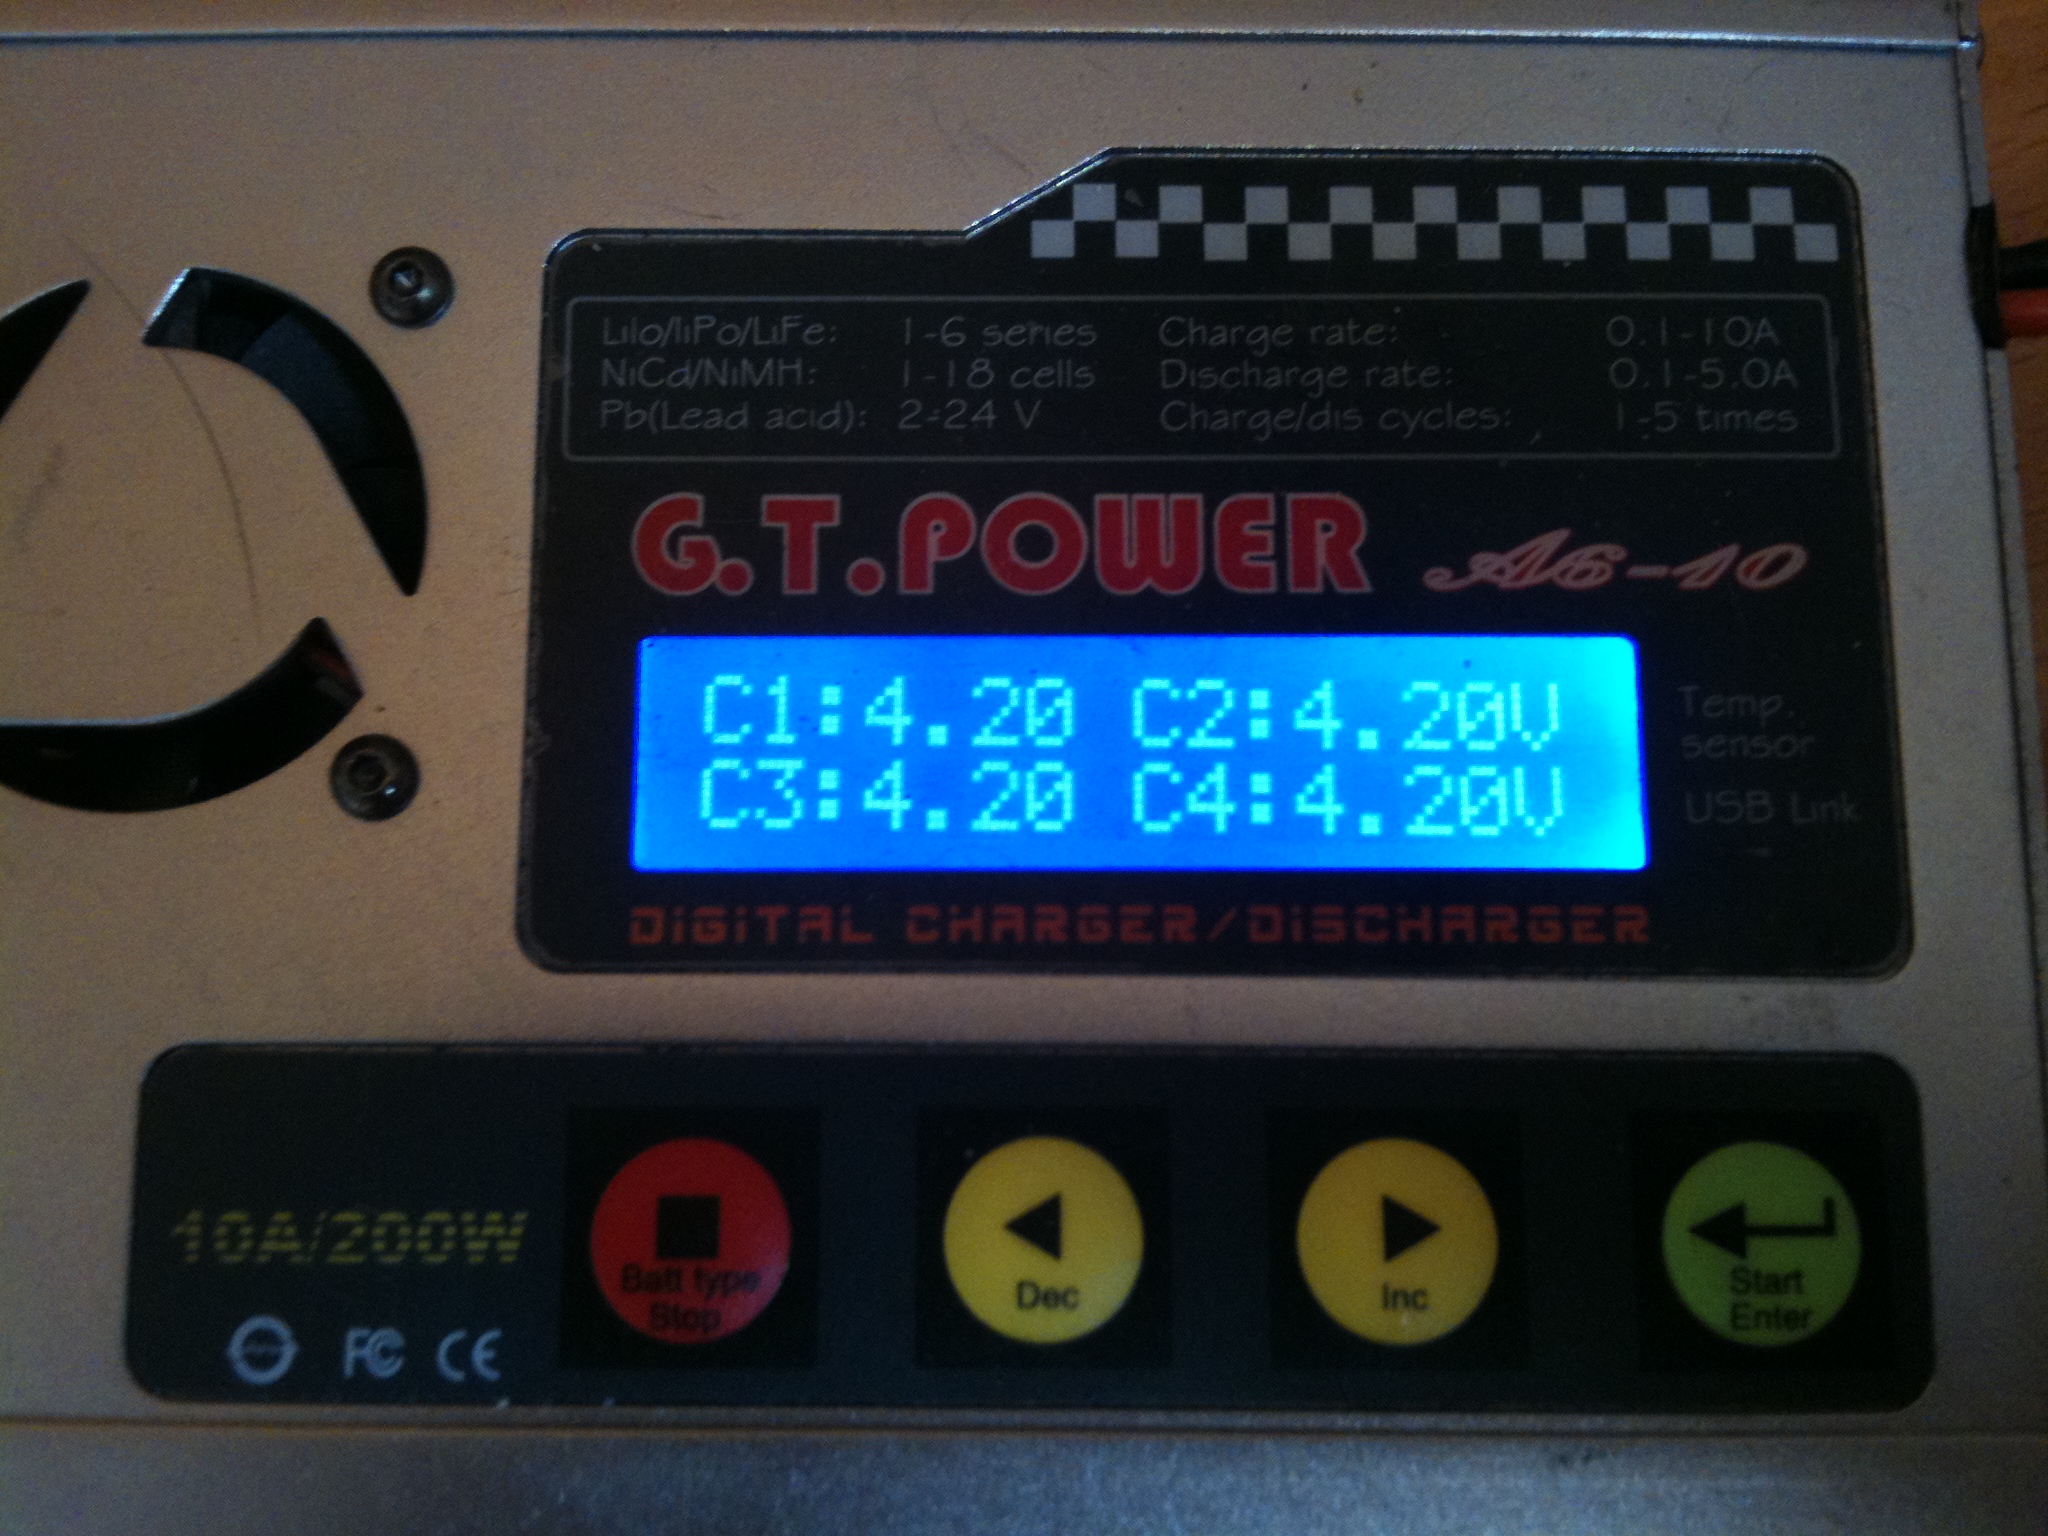 LiIo/liPo/LiFe: 1-6 series Charge rate: 0.1-10A
NiCd/NiMH: 1-18 cells Discharge rate: 0.1-5.0A
Pb(Lead acid): 2-24 V Charge/dis cycles: 1-5 times
G.T.POWER A6-10
C1:4.20 C2:4.20V
C3:4.20 C4:4.20V
Temp.
sensor
USB Link
DiGiTAL CHARGER/DiSCHARGER
10A/200W
Batt type
Stop
Dec
Inc
Start
Enter
FC CE